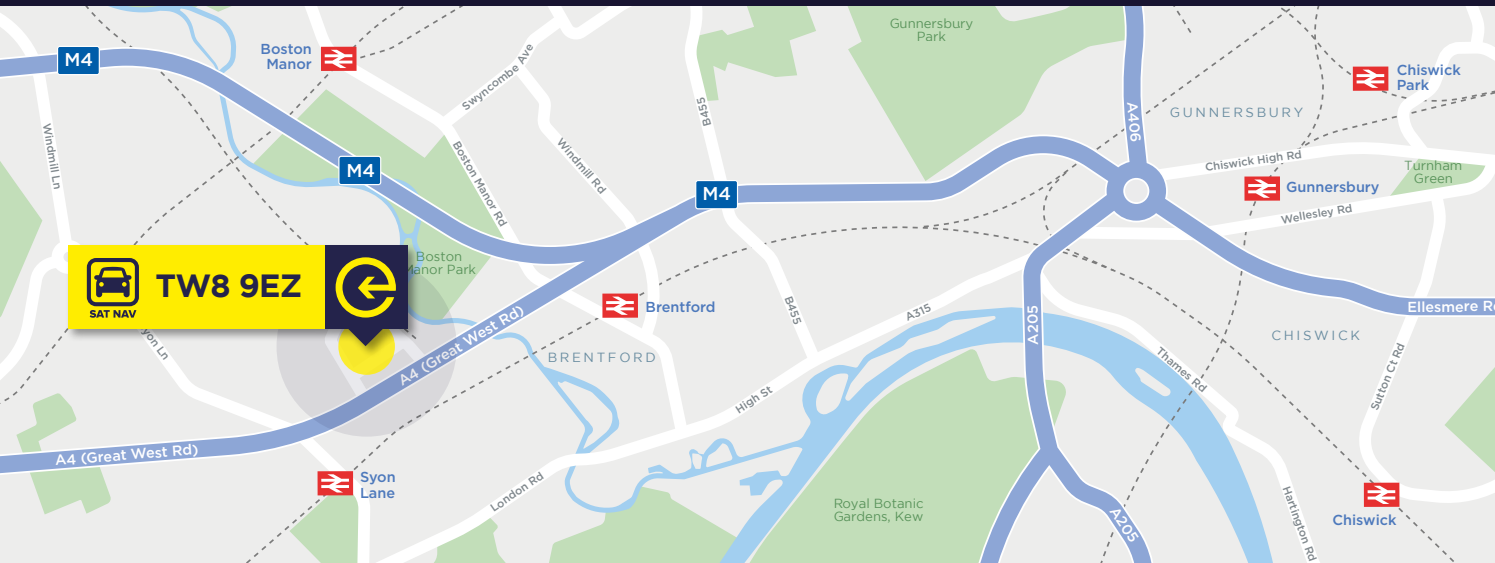 Gunnersbury
Park
M4
Boston
Manor
Swyncombe Ave
Chiswick
Park
B455
A406
GUNNERSBURY
Windmill Ln
Boston Manor Rd
Windmill Rd
M4
Chiswick High Rd
Turnham
Green
M4
Gunnersbury
Wellesley Rd
Boston
Manor Park
TW8 9EZ
SAT NAV
Brentford
B455
A315
A205
Ellesmere R
CHISWICK
yon Ln
A4 (Great West Rd)
BRENTFORD
Thames Rd
Sutton Ct Rd
High St
A4 (Great West Rd)
Syon
Lane
London Rd
Royal Botanic
Gardens, Kew
A205
Hartington Rd
Chiswick